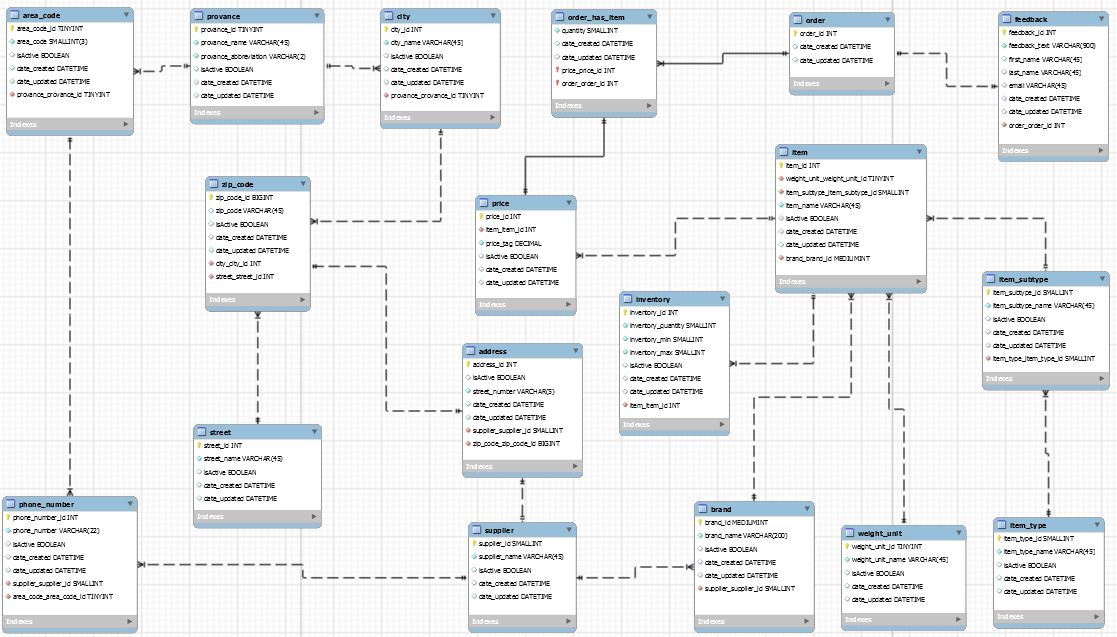 area_code
area_code_id TINYINT
area_code SMALLINT(3)
isActive BOOLEAN
date_created DATETIME
date_updated DATETIME
provance_provance_id TINYINT
Indexes
provance
provance_id TINYINT
provance_name VARCHAR(45)
provance_abbreviation VARCHAR(2)
isActive BOOLEAN
date_created DATETIME
date_updated DATETIME
Indexes
city
city_id INT
city_name VARCHAR(45)
isActive BOOLEAN
date_created DATETIME
date_updated DATETIME
provance_provance_id TINYINT
Indexes
order_has_item
quantity SMALLINT
date_created DATETIME
date_updated DATETIME
price_price_id INT
order_order_id INT
Indexes
order
order_id INT
date_created DATETIME
date_updated DATETIME
Indexes
feedback
feedback_id INT
feedback_text VARCHAR(900)
first_name VARCHAR(45)
last_name VARCHAR(45)
email VARCHAR(45)
date_created DATETIME
date_updated DATETIME
order_order_id INT
Indexes
zip_code
zip_code_id BIGINT
zip_code VARCHAR(45)
isActive BOOLEAN
date_created DATETIME
date_updated DATETIME
city_city_id INT
street_street_id INT
Indexes
price
price_id INT
item_item_id INT
price_tag DECIMAL
isActive BOOLEAN
date_created DATETIME
date_updated DATETIME
Indexes
item
item_id INT
weight_unit_weight_unit_id TINYINT
item_subtype_item_subtype_id SMALLINT
item_name VARCHAR(45)
isActive BOOLEAN
date_created DATETIME
date_updated DATETIME
brand_brand_id MEDIUMINT
Indexes
inventory
inventory_id INT
inventory_quantity SMALLINT
inventory_min SMALLINT
inventory_max SMALLINT
isActive BOOLEAN
date_created DATETIME
date_updated DATETIME
item_item_id INT
Indexes
item_subtype
item_subtype_id SMALLINT
item_subtype_name VARCHAR(45)
isActive BOOLEAN
date_created DATETIME
date_updated DATETIME
item_type_item_type_id SMALLINT
Indexes
address
address_id INT
isActive BOOLEAN
street_number VARCHAR(5)
date_created DATETIME
date_updated DATETIME
supplier_supplier_id SMALLINT
zip_code_zip_code_id BIGINT
Indexes
street
street_id INT
street_name VARCHAR(45)
isActive BOOLEAN
date_created DATETIME
date_updated DATETIME
Indexes
phone_number
phone_number_id INT
phone_number VARCHAR(22)
isActive BOOLEAN
date_created DATETIME
date_updated DATETIME
supplier_supplier_id SMALLINT
area_code_area_code_id TINYINT
Indexes
supplier
supplier_id SMALLINT
supplier_name VARCHAR(45)
isActive BOOLEAN
date_created DATETIME
date_updated DATETIME
Indexes
brand
brand_id MEDIUMINT
brand_name VARCHAR(200)
isActive BOOLEAN
date_created DATETIME
date_updated DATETIME
supplier_supplier_id SMALLINT
Indexes
weight_unit
weight_unit_id TINYINT
weight_unit_name VARCHAR(45)
isActive BOOLEAN
date_created DATETIME
date_updated DATETIME
Indexes
item_type
item_type_id SMALLINT
item_type_name VARCHAR(45)
isActive BOOLEAN
date_created DATETIME
date_updated DATETIME
Indexes